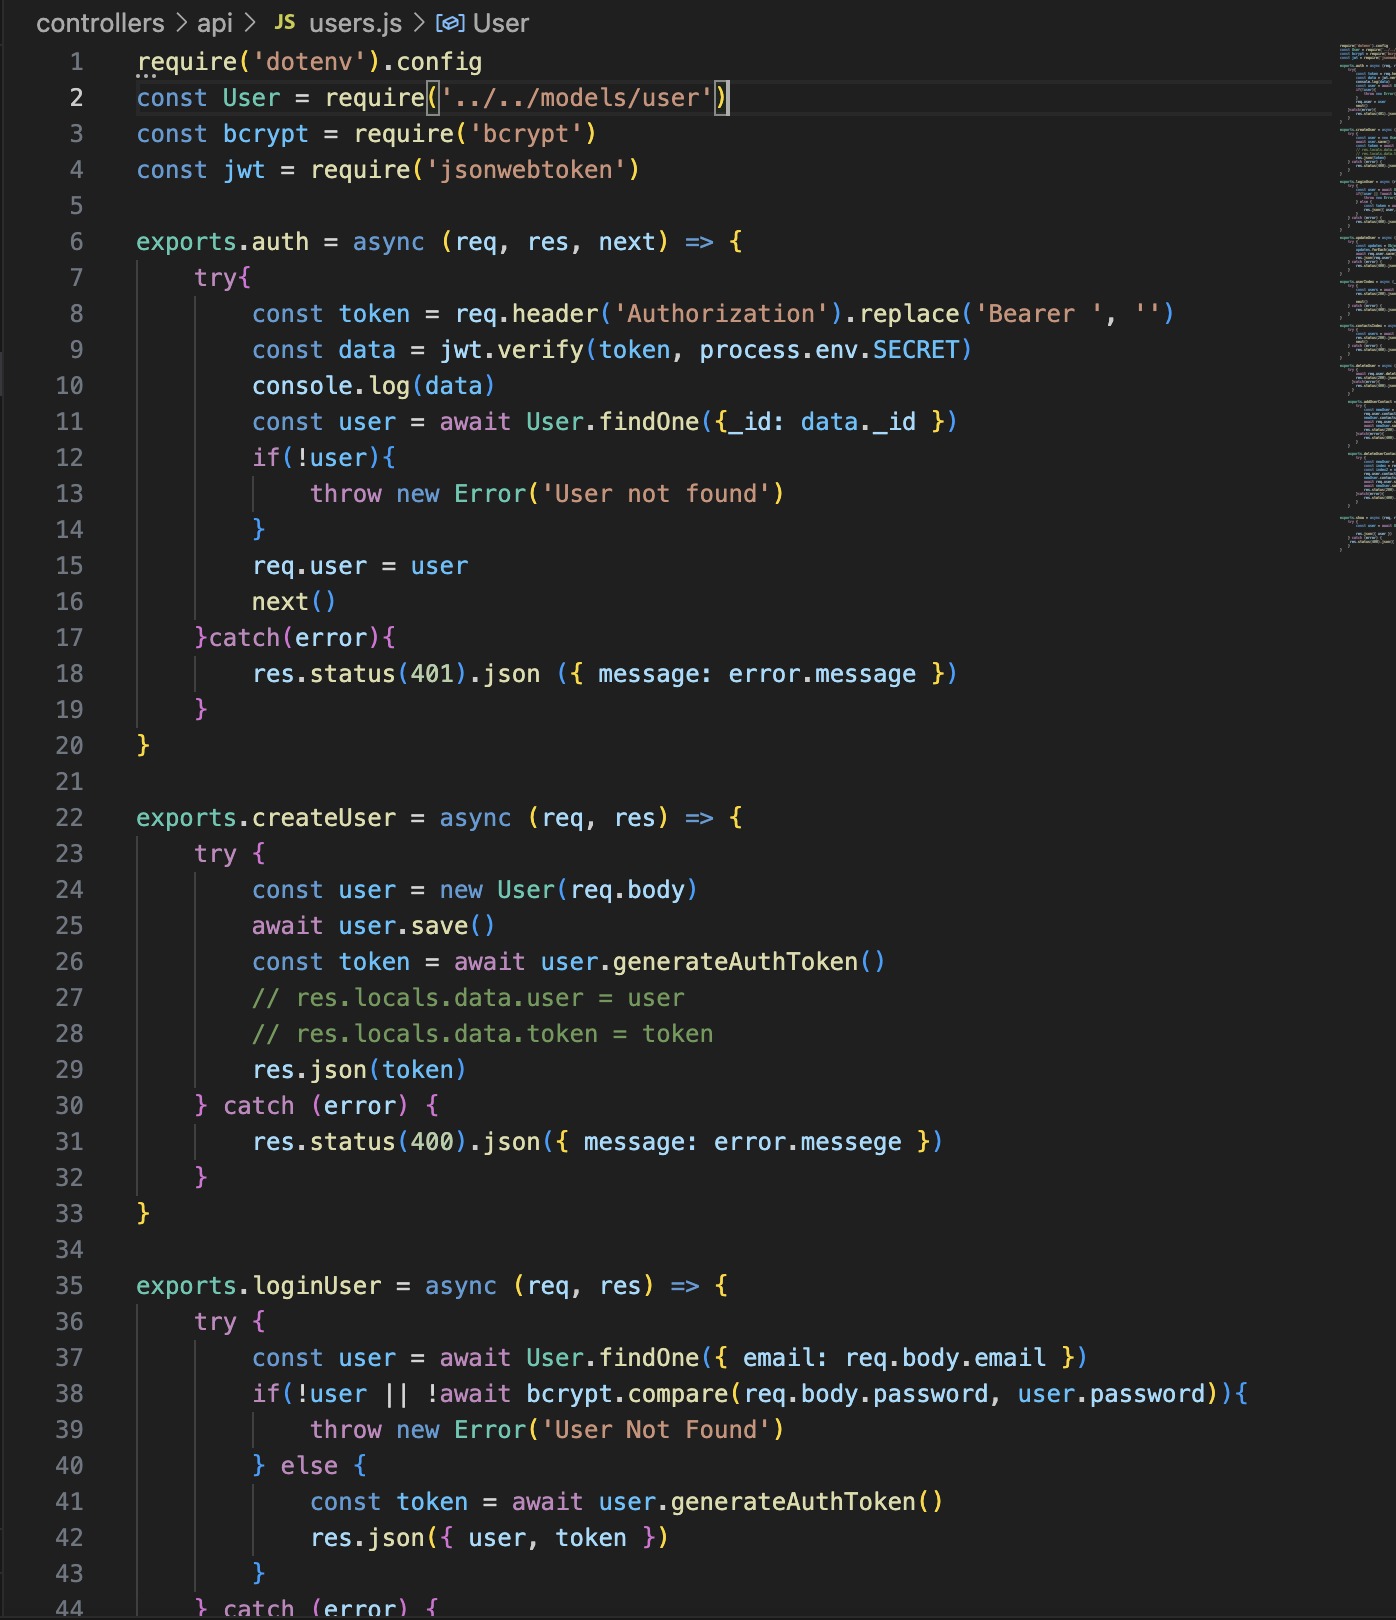 controllers > api > JS users.js > User
1 require('dotenv').config
2 const User = require('../../models/user')
3 const bcrypt = require('bcrypt')
4 const jwt = require('jsonwebtoken')
5
6 exports.auth = async (req, res, next) => {
7     try{
8         const token = req.header('Authorization').replace('Bearer ', '')
9         const data = jwt.verify(token, process.env.SECRET)
10         console.log(data)
11         const user = await User.findOne({_id: data._id })
12         if(!user){
13             throw new Error('User not found')
14         }
15         req.user = user
16         next()
17     }catch(error){
18         res.status(401).json ({ message: error.message })
19     }
20 }
21
22 exports.createUser = async (req, res) => {
23     try {
24         const user = new User(req.body)
25         await user.save()
26         const token = await user.generateAuthToken()
27         // res.locals.data.user = user
28         // res.locals.data.token = token
29         res.json(token)
30     } catch (error) {
31         res.status(400).json({ message: error.messege })
32     }
33 }
34
35 exports.loginUser = async (req, res) => {
36     try {
37         const user = await User.findOne({ email: req.body.email })
38         if(!user || !await bcrypt.compare(req.body.password, user.password)){
39             throw new Error('User Not Found')
40         } else {
41             const token = await user.generateAuthToken()
42             res.json({ user, token })
43         }
44     } catch (error) {